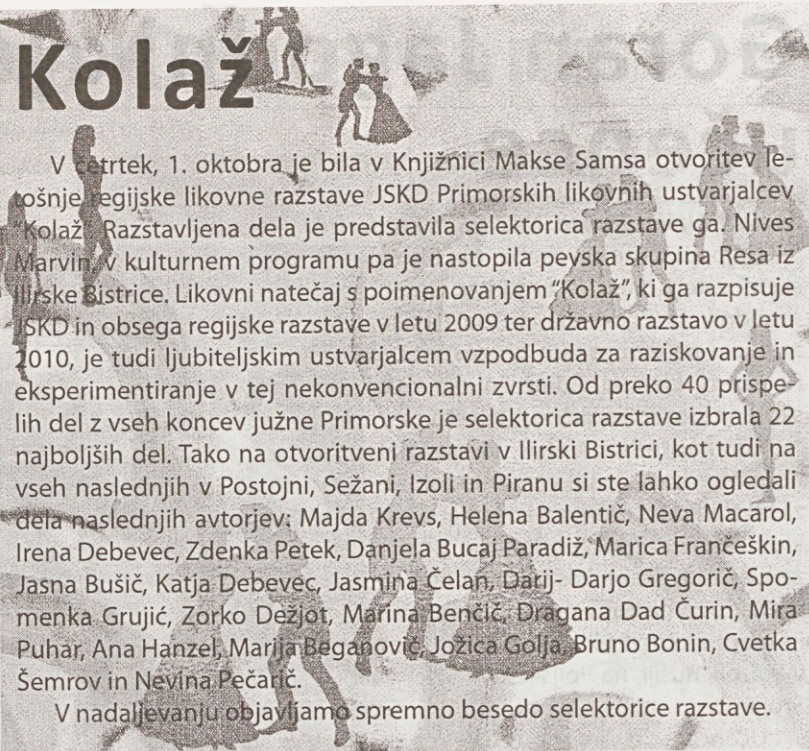 Kolaž
V četrtek, 1. oktobra je bila v Knjižnici Makse Samsa otvoritev le-
tošnje regijske likovne razstave JSKD Primorskih likovnih ustvarjalcev
"Kolaž". Razstavljena dela je predstavila selektorica razstave ga. Nives
Marvin, v kulturnem programu pa je nastopila pevska skupina Resa iz
Ilirske Bistrice. Likovni natečaj s poimenovanjem "Kolaž", ki ga razpisuje
JSKD in obsega regijske razstave v letu 2009 ter državno razstavo v letu
2010, je tudi ljubiteljskim ustvarjalcem vzpodbuda za raziskovanje in
eksperimentiranje v tej nekonvencionalni zvrsti. Od preko 40 prispe-
lih del z vseh koncev južne Primorske je selektorica razstave izbrala 22
najboljših del. Tako na otvoritveni razstavi v Ilirski Bistrici, kot tudi na
vseh naslednjih v Postojni, Sežani, Izoli in Piranu si ste lahko ogledali
dela naslednjih avtorjev: Majda Krevs, Helena Balentič, Neva Macarol,
Irena Debevec, Zdenka Petek, Danjela Bucaj Paradiž, Marica Frančeškin,
Jasna Bušič, Katja Debevec, Jasmina Čelan, Darij- Darjo Gregorič, Spo-
menka Grujić, Zorko Dežjot, Marina Benčič, Dragana Dad Čurin, Mira
Puhar, Ana Hanzel, Marija Beganovič, Jožica Golja, Bruno Bonin, Cvetka
Šemrov in Nevina Pečarič.
V nadaljevanju objavljamo spremno besedo selektorice razstave.